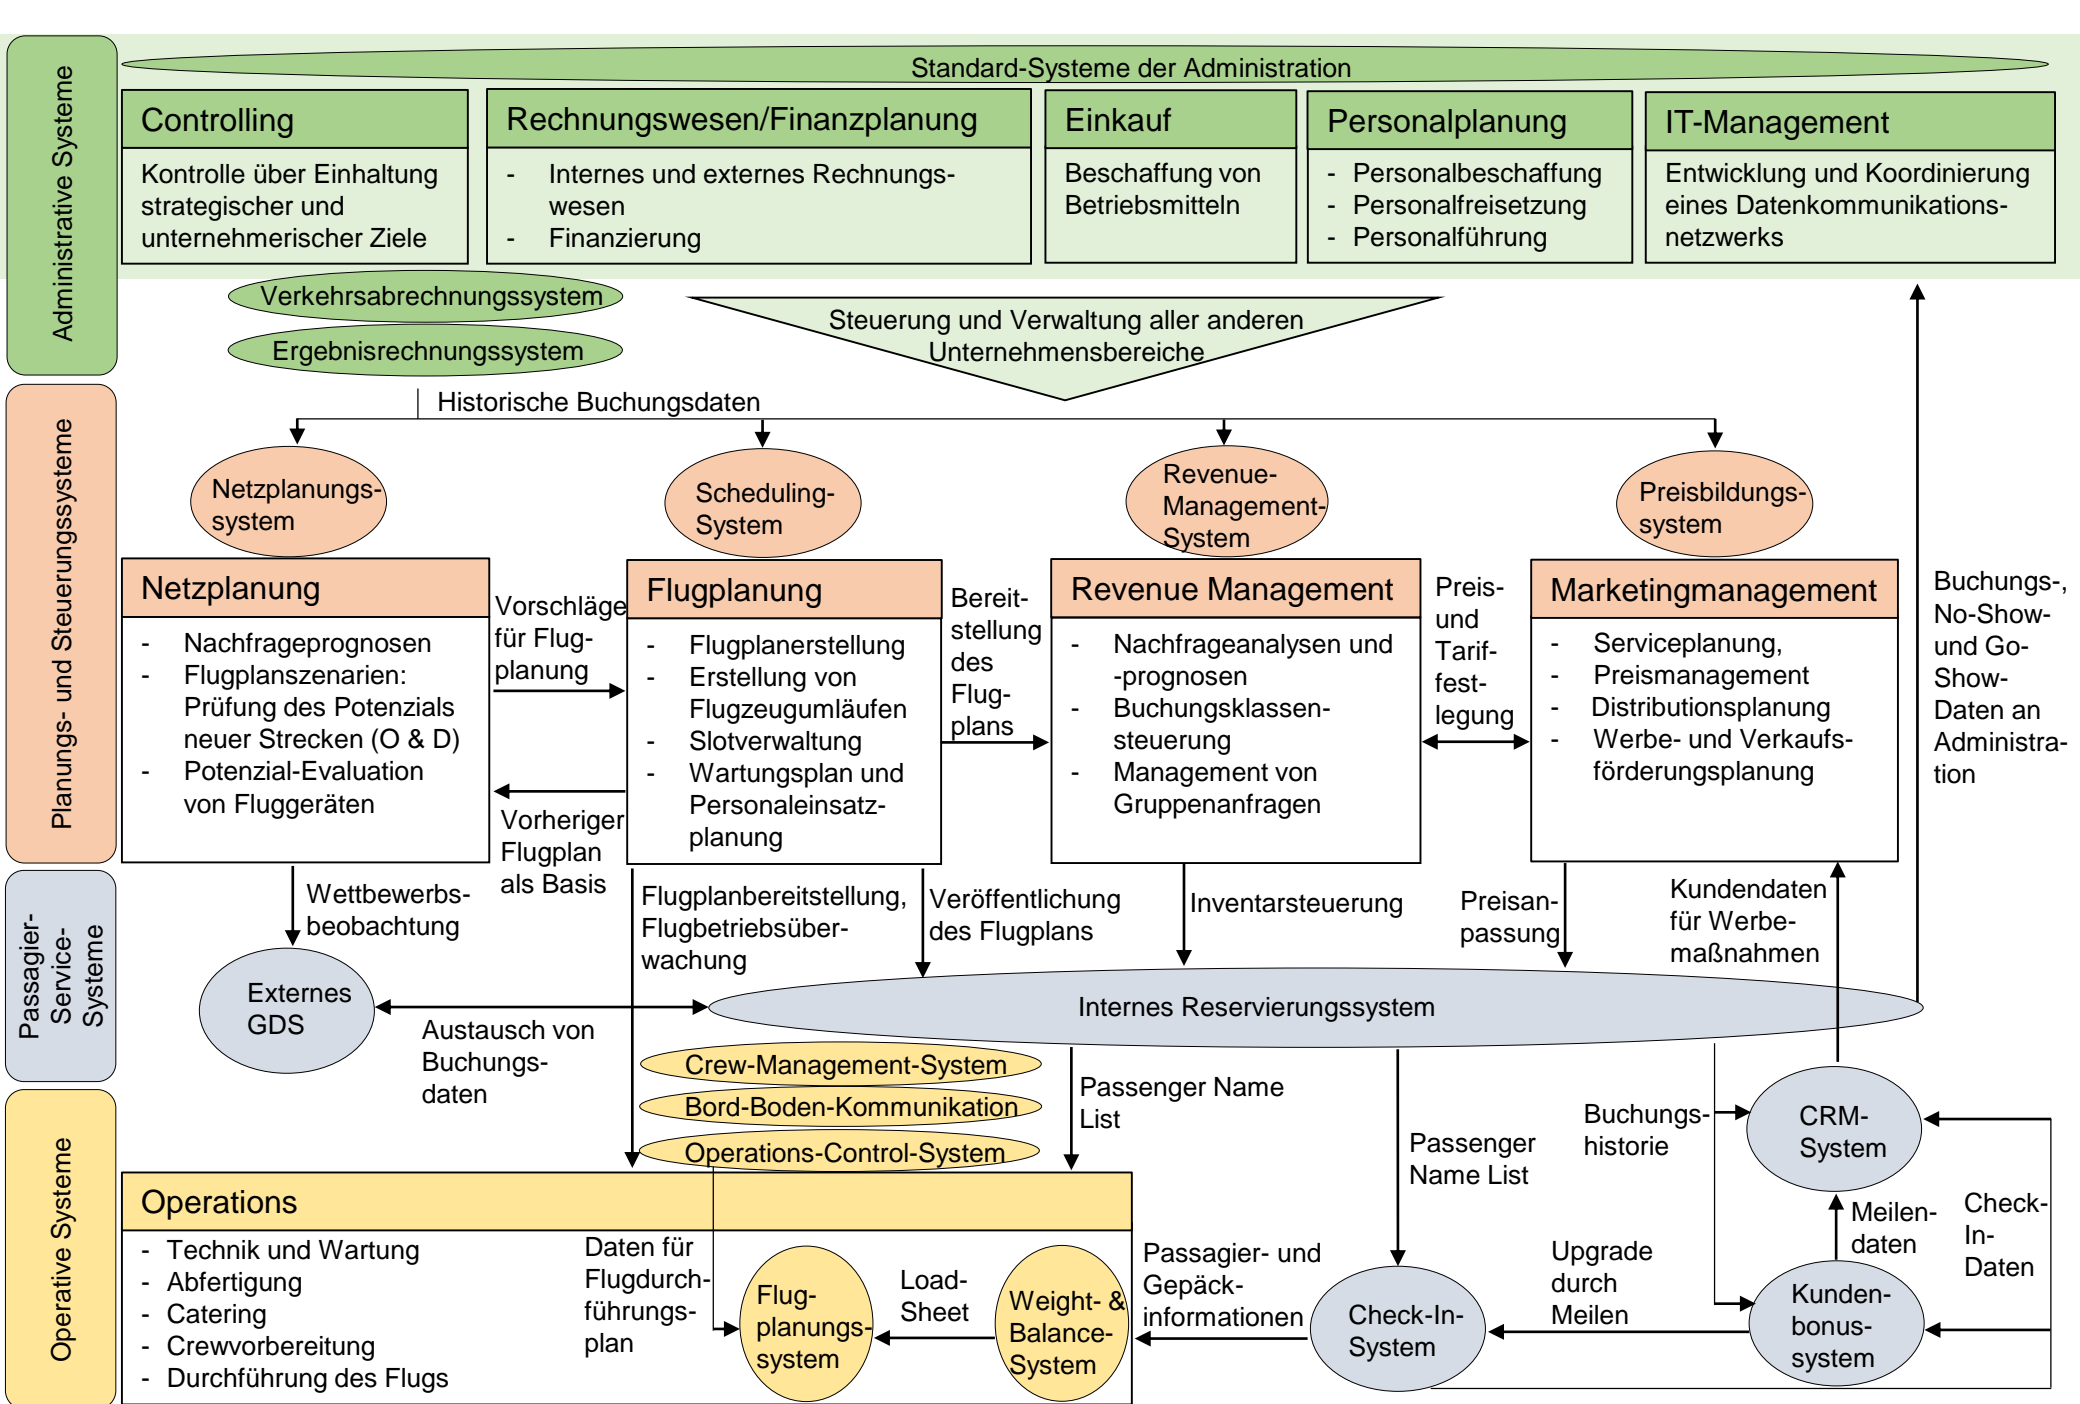 Administrative Systeme
Standard-Systeme der Administration
Controlling
Kontrolle über Einhaltung
strategischer und
unternehmerischer Ziele
Rechnungswesen/Finanzplanung
- Internes und externes Rechnungs-
wesen
- Finanzierung
Einkauf
Beschaffung von
Betriebsmitteln
Personalplanung
- Personalbeschaffung
- Personalfreisetzung
- Personalführung
IT-Management
Entwicklung und Koordinierung
eines Datenkommunikations-
netzwerks
Verkehrsabrechnungssystem
Ergebnisrechnungssystem
Steuerung und Verwaltung aller anderen
Unternehmensbereiche
Planungs- und Steuerungssysteme
Historische Buchungsdaten
Netzplanungs-
system
Scheduling-
System
Revenue-
Management-
System
Preisbildungs-
system
Netzplanung
- Nachfrageprognosen
- Flugplanszenarien:
Prüfung des Potenzials
neuer Strecken (O & D)
- Potenzial-Evaluation
von Fluggeräten
Vorschläge
für Flug-
planung
Vorheriger
Flugplan
als Basis
Flugplanung
- Flugplanerstellung
- Erstellung von
Flugzeugumläufen
- Slotverwaltung
- Wartungsplan und
Personaleinsatz-
planung
Bereit-
stellung
des
Flug-
plans
Revenue Management
- Nachfrageanalysen und
-prognosen
- Buchungsklassen-
steuerung
- Management von
Gruppenanfragen
Preis-
und
Tarif-
fest-
legung
Marketingmanagement
- Serviceplanung,
- Preismanagement
- Distributionsplanung
- Werbe- und Verkaufs-
förderungsplanung
Buchungs-,
No-Show-
und Go-
Show-
Daten an
Administra-
tion
Passagier-
Service-
Systeme
Wettbewerbs-
beobachtung
Flugplanbereitstellung,
Flugbetriebsüber-
wachung
Veröffentlichung
des Flugplans
Inventarsteuerung
Preisan-
passung
Kundendaten
für Werbe-
maßnahmen
Externes
GDS
Austausch von
Buchungs-
daten
Internes Reservierungssystem
Operative Systeme
Crew-Management-System
Bord-Boden-Kommunikation
Operations-Control-System
Passenger Name
List
Passenger
Name List
Buchungs-
historie
CRM-
System
Operations
- Technik und Wartung
- Abfertigung
- Catering
- Crewvorbereitung
- Durchführung des Flugs
Daten für
Flugdurch-
führungs-
plan
Flug-
planungs-
system
Load-
Sheet
Weight- &
Balance-
System
Passagier- und
Gepäck-
informationen
Check-In-
System
Upgrade
durch
Meilen
Meilen-
daten
Kunden-
bonus-
system
Check-
In-
Daten